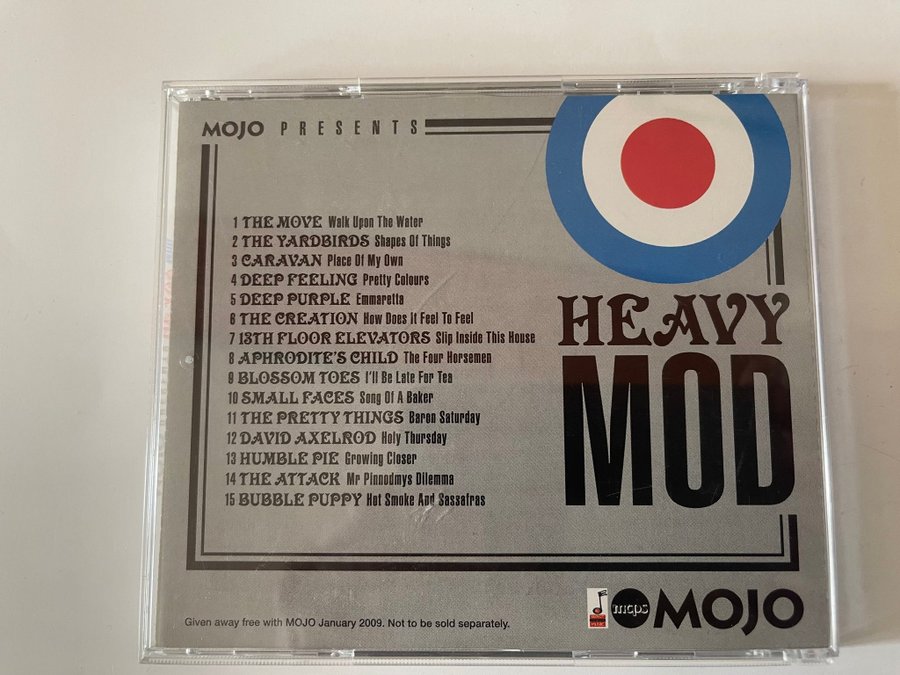 MOJO PRESENTS
1 THE MOVE Walk Upon The Water
2 THE YARDBIRDS Shapes Of Things
3 CARAVAN Place Of My Own
4 DEEP FEELING Pretty Colours
5 DEEP PURPLE Emmaretta
6 THE CREATION How Does it Feel To Feel
7 13TH FLOOR ELEVATORS Slip Inside This House
8 APHRODITE'S CHILD The Four Horsemen
9 BLOSSOM TOES I'll Be Late For Tea
10 SMALL FACES Song Of A Baker
11 THE PRETTY THINGS Baron Saturday
12 DAVID AXELROD Holy Thursday
13 HUMBLE PIE Growing Closer
14 THE ATTACK Mr Pinnodmys Dilemma
15 BUBBLE PUPPY Hot Smoke And Sassafras
HEAVY
MOD
mcps MOJO
Given away free with MOJO January 2009. Not to be sold separately.